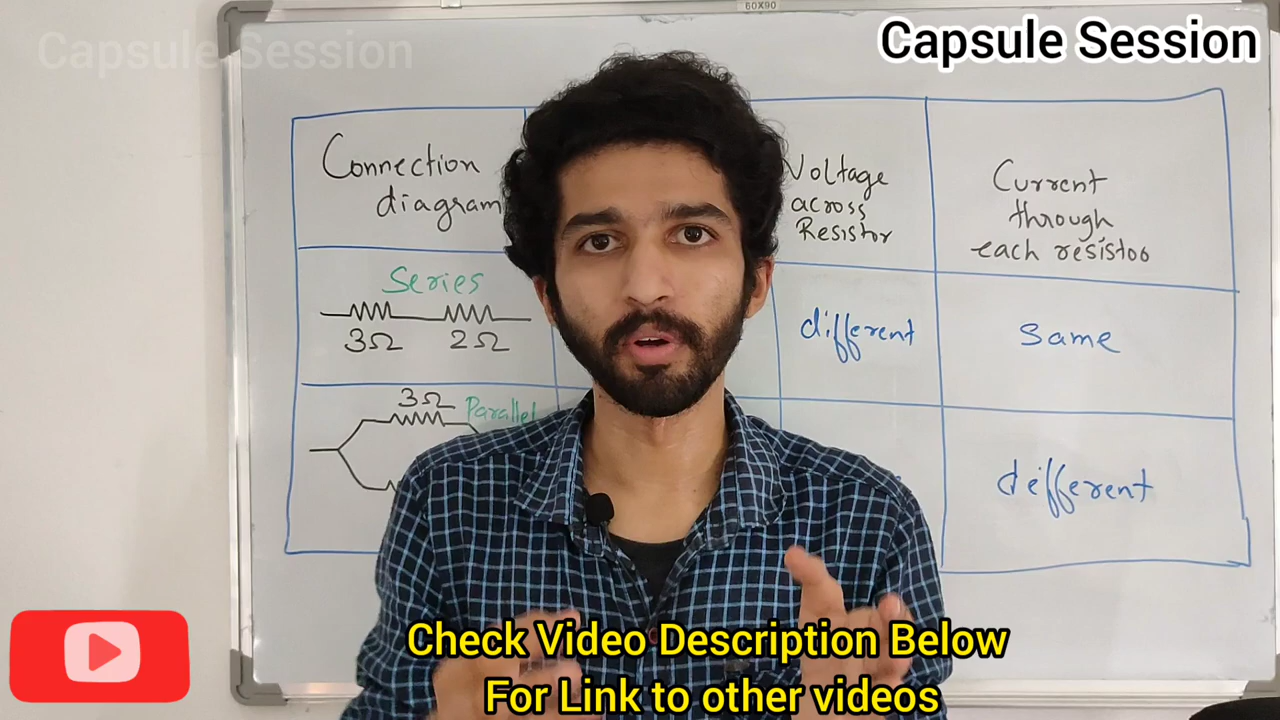 60X90
Capsule Session
Capsule Session
Connection
diagram
Voltage
across
Resistor
Current
through
each resistoo
Series
3Ω 2Ω
different
Same
3Ω
Parallel
different
Check Video Description Below
For Link to other videos